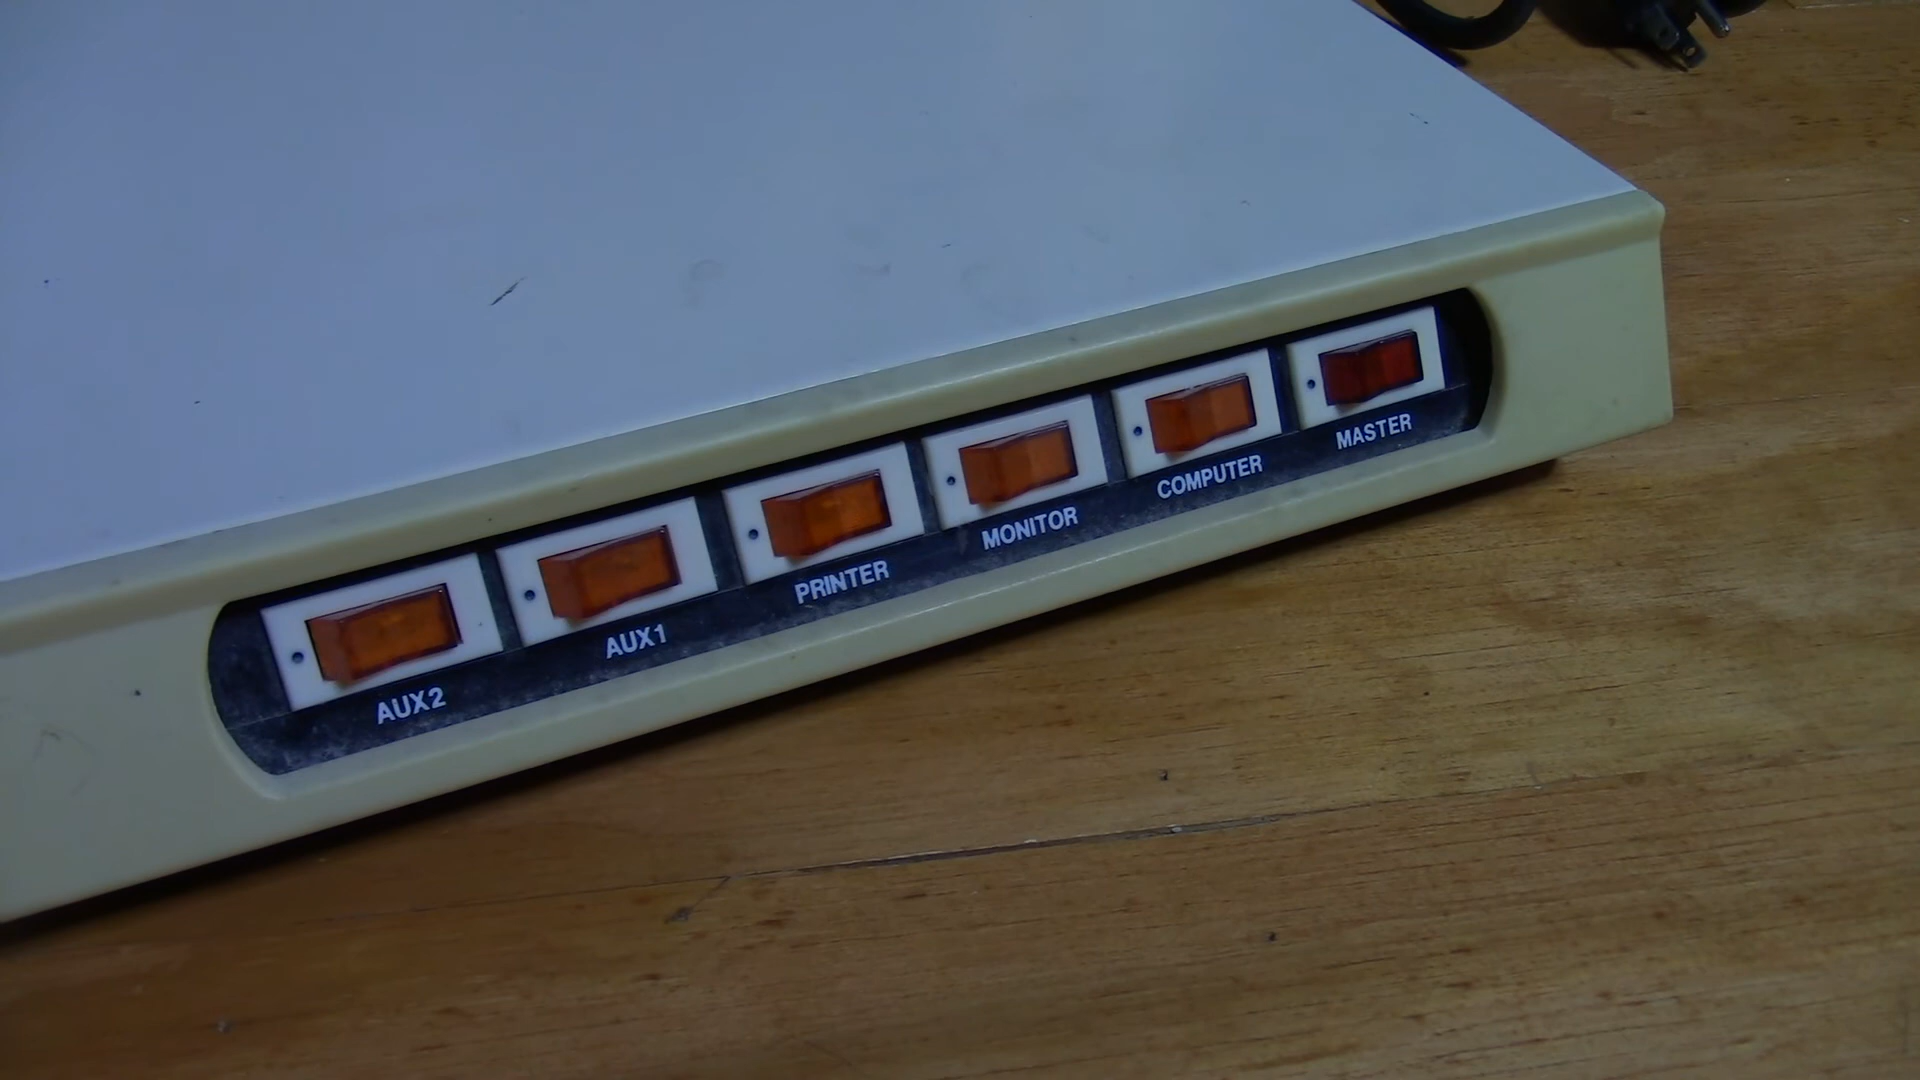 AUX2
AUX1
PRINTER
MONITOR
COMPUTER
MASTER